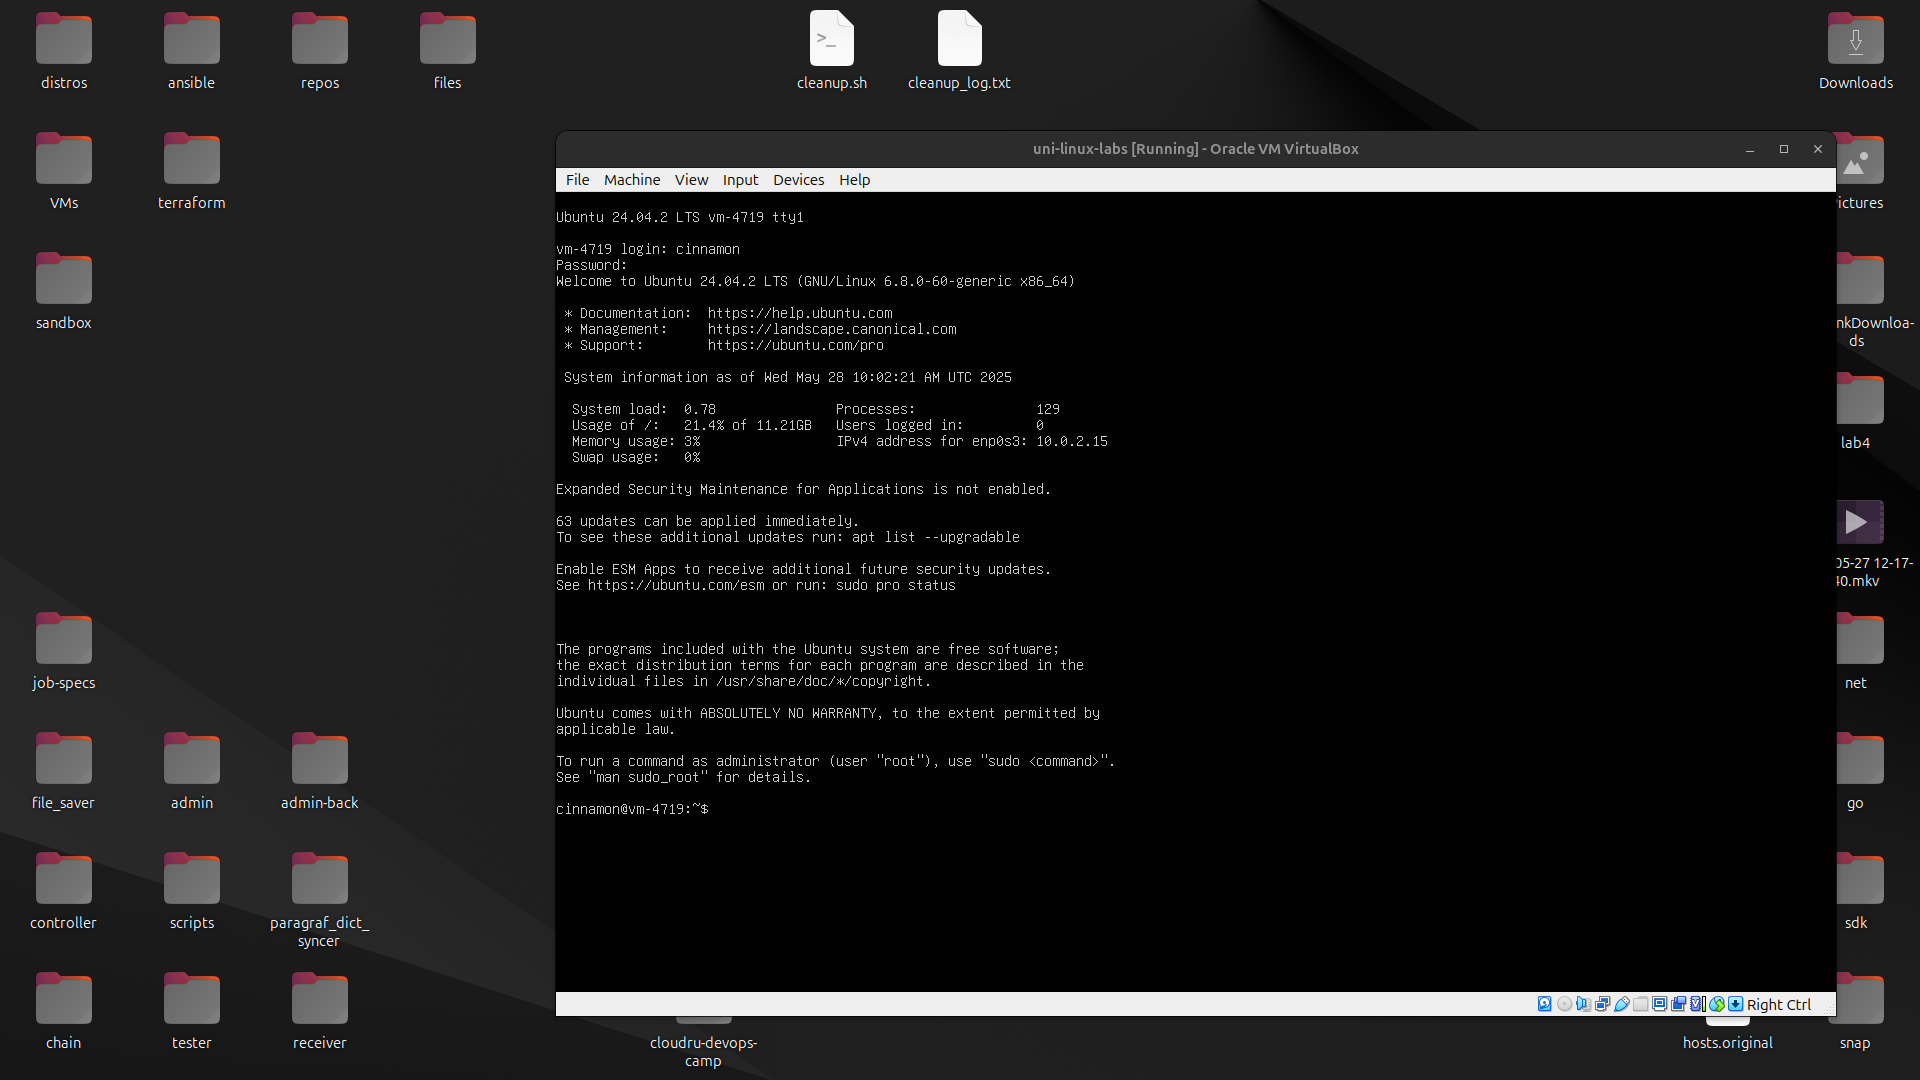 distros
ansible
repos
files
cleanup.sh
cleanup_log.txt
Downloads
VMs
terraform
sandbox
job-specs
file_saver
admin
admin-back
controller
scripts
paragraf_dict_
syncer
chain
tester
receiver
uni-linux-labs [Running] - Oracle VM VirtualBox
File Machine View Input Devices Help
Ubuntu 24.04.2 LTS vm-4719 tty1
vm-4719 login: cinnamon
Password:
Welcome to Ubuntu 24.04.2 LTS (GNU/Linux 6.8.0-60-generic x86_64)
* Documentation: https://help.ubuntu.com
* Management: https://landscape.canonical.com
* Support: https://ubuntu.com/pro
System information as of Wed May 28 10:02:21 AM UTC 2025
System load: 0.78 Processes: 129
Usage of /: 21.4% of 11.21GB Users logged in: 0
Memory usage: 3% IPv4 address for enp0s3: 10.0.2.15
Swap usage: 0%
Expanded Security Maintenance for Applications is not enabled.
63 updates can be applied immediately.
To see these additional updates run: apt list --upgradable
Enable ESM Apps to receive additional future security updates.
See https://ubuntu.com/esm or run: sudo pro status
The programs included with the Ubuntu system are free software;
the exact distribution terms for each program are described in the
individual files in /usr/share/doc/*/copyright.
Ubuntu comes with ABSOLUTELY NO WARRANTY, to the extent permitted by
applicable law.
To run a command as administrator (user "root"), use "sudo <command>".
See "man sudo_root" for details.
cinnamon@vm-4719:~$
Right Ctrl
ictures
nkDownloa-
ds
lab4
05-27 12-17-
40.mkv
net
go
sdk
cloudru-devops-
camp
hosts.original
snap